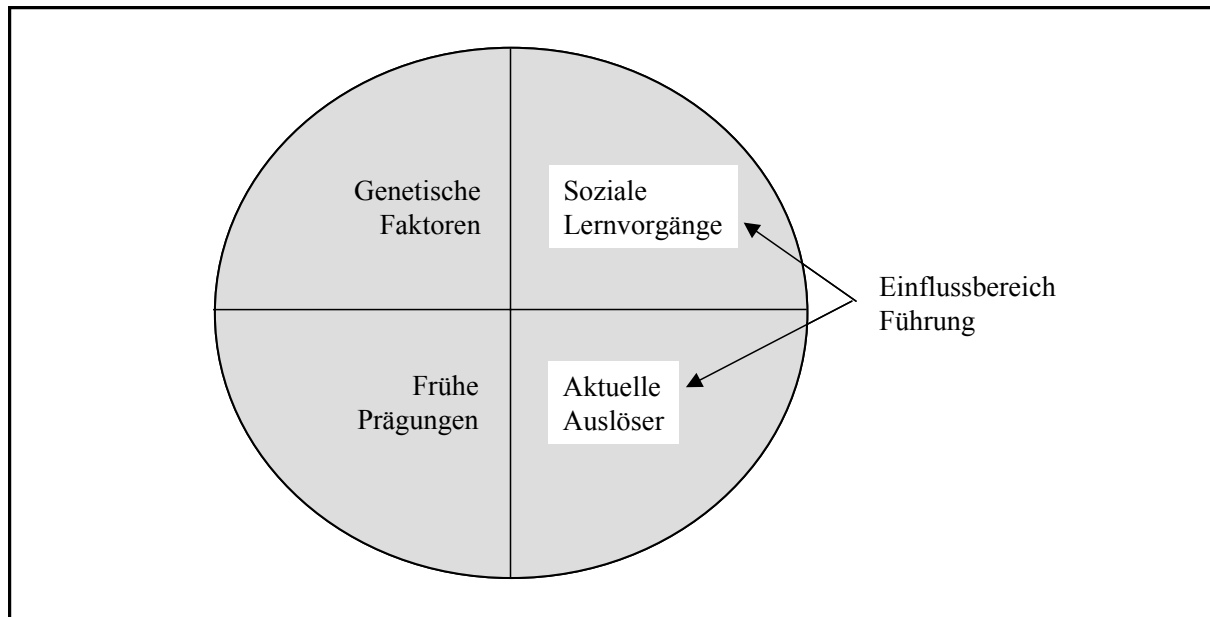 Genetische
Faktoren
Soziale
Lernvorgänge
Einflussbereich
Führung
Frühe
Prägungen
Aktuelle
Auslöser